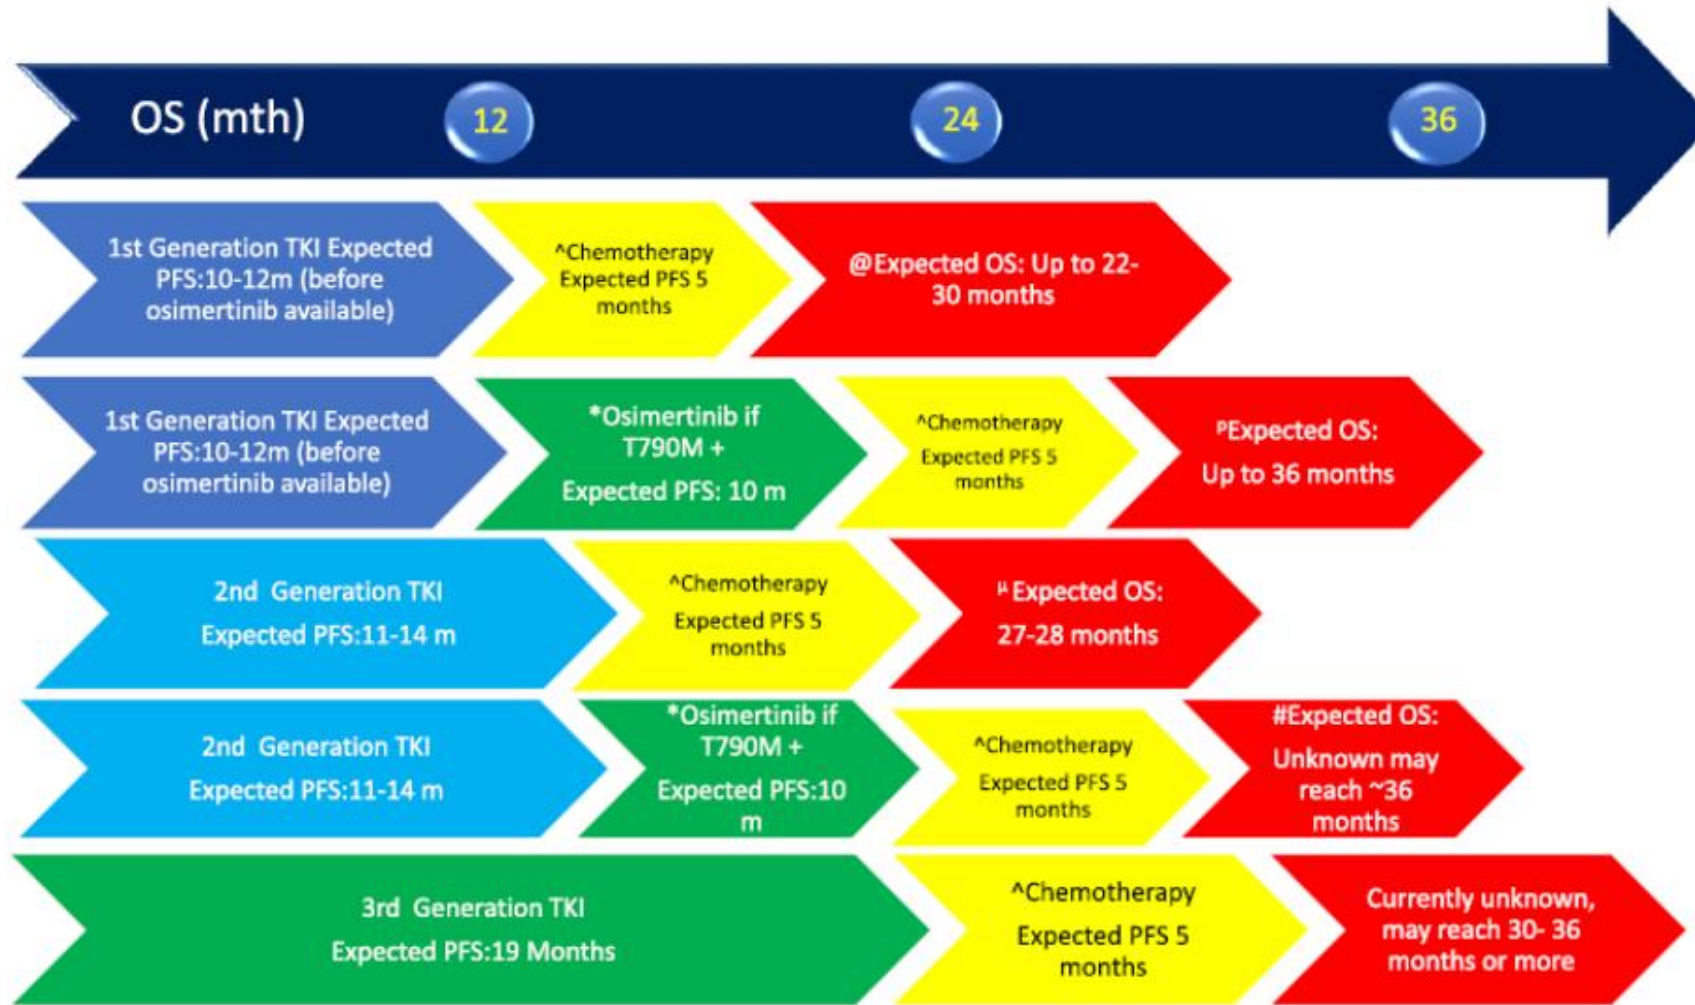 OS (mth)
12
24
36
1st Generation TKI Expected
PFS:10-12m (before
osimertinib available)
^Chemotherapy
Expected PFS 5
months
@Expected OS: Up to 22-
30 months
1st Generation TKI Expected
PFS:10-12m (before
osimertinib available)
*Osimertinib if
T790M +
Expected PFS: 10 m
^Chemotherapy
Expected PFS 5
months
ᵖExpected OS:
Up to 36 months
2nd  Generation TKI
Expected PFS:11-14 m
^Chemotherapy
Expected PFS 5
months
ᵘ Expected OS:
27-28 months
2nd  Generation TKI
Expected PFS:11-14 m
*Osimertinib if
T790M +
Expected PFS:10
m
^Chemotherapy
Expected PFS 5
months
#Expected OS:
Unknown may
reach ~36
months
3rd  Generation TKI
Expected PFS:19 Months
^Chemotherapy
Expected PFS 5
months
Currently unknown,
may reach 30- 36
months or more